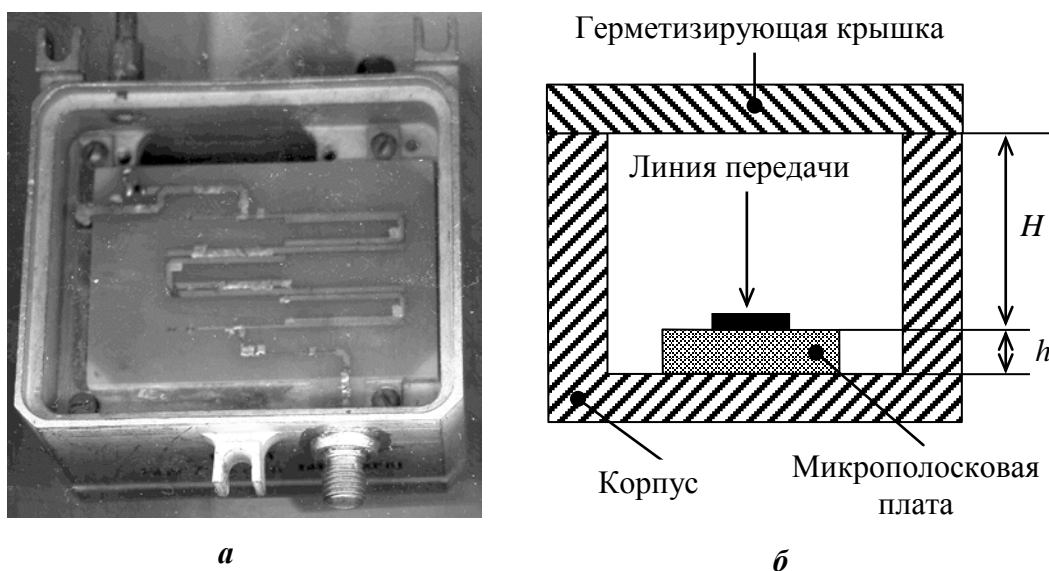 Герметизирующая крышка
Линия передачи
H
h
Корпус
Микрополосковая
плата
а
б